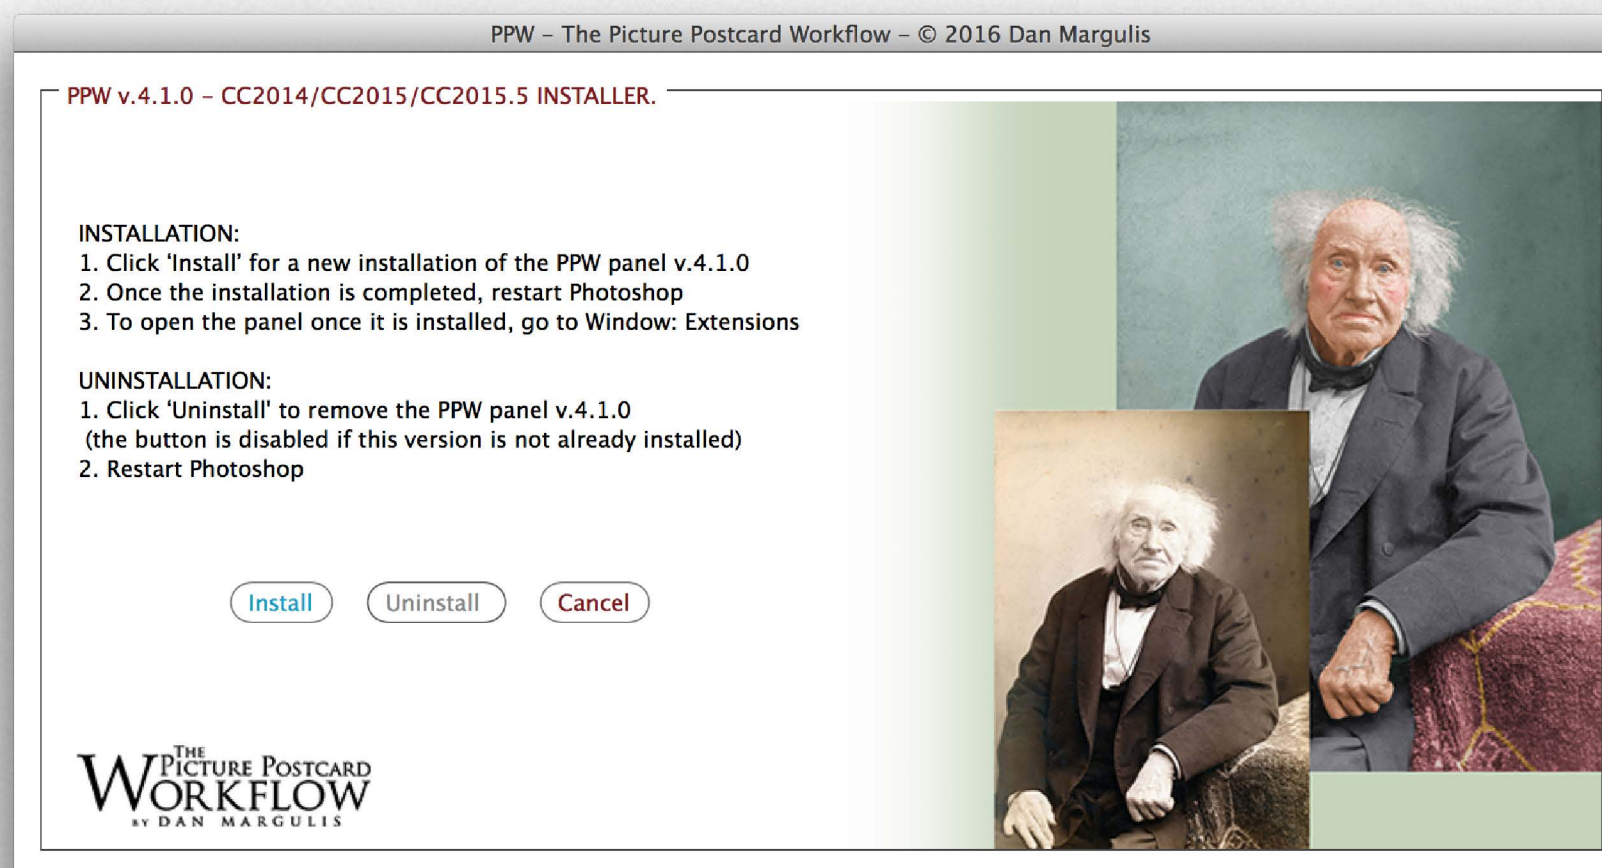 PPW – The Picture Postcard Workflow – © 2016 Dan Margulis
PPW v.4.1.0 – CC2014/CC2015/CC2015.5 INSTALLER.
INSTALLATION:
1. Click ‘Install’ for a new installation of the PPW panel v.4.1.0
2. Once the installation is completed, restart Photoshop
3. To open the panel once it is installed, go to Window: Extensions
UNINSTALLATION:
1. Click ‘Uninstall' to remove the PPW panel v.4.1.0
(the button is disabled if this version is not already installed)
2. Restart Photoshop
Install Uninstall Cancel
THE
PICTURE POSTCARD
WORKFLOW
BY DAN MARGULIS